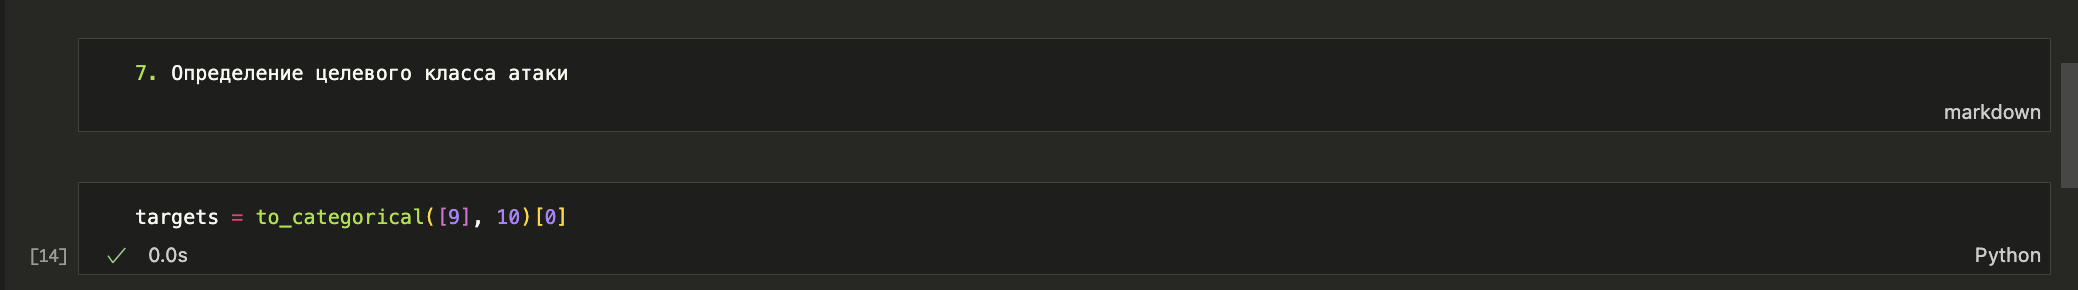 7. Определение целевого класса атаки
markdown
targets = to_categorical([9], 10)[0]
[14]
0.0s
Python